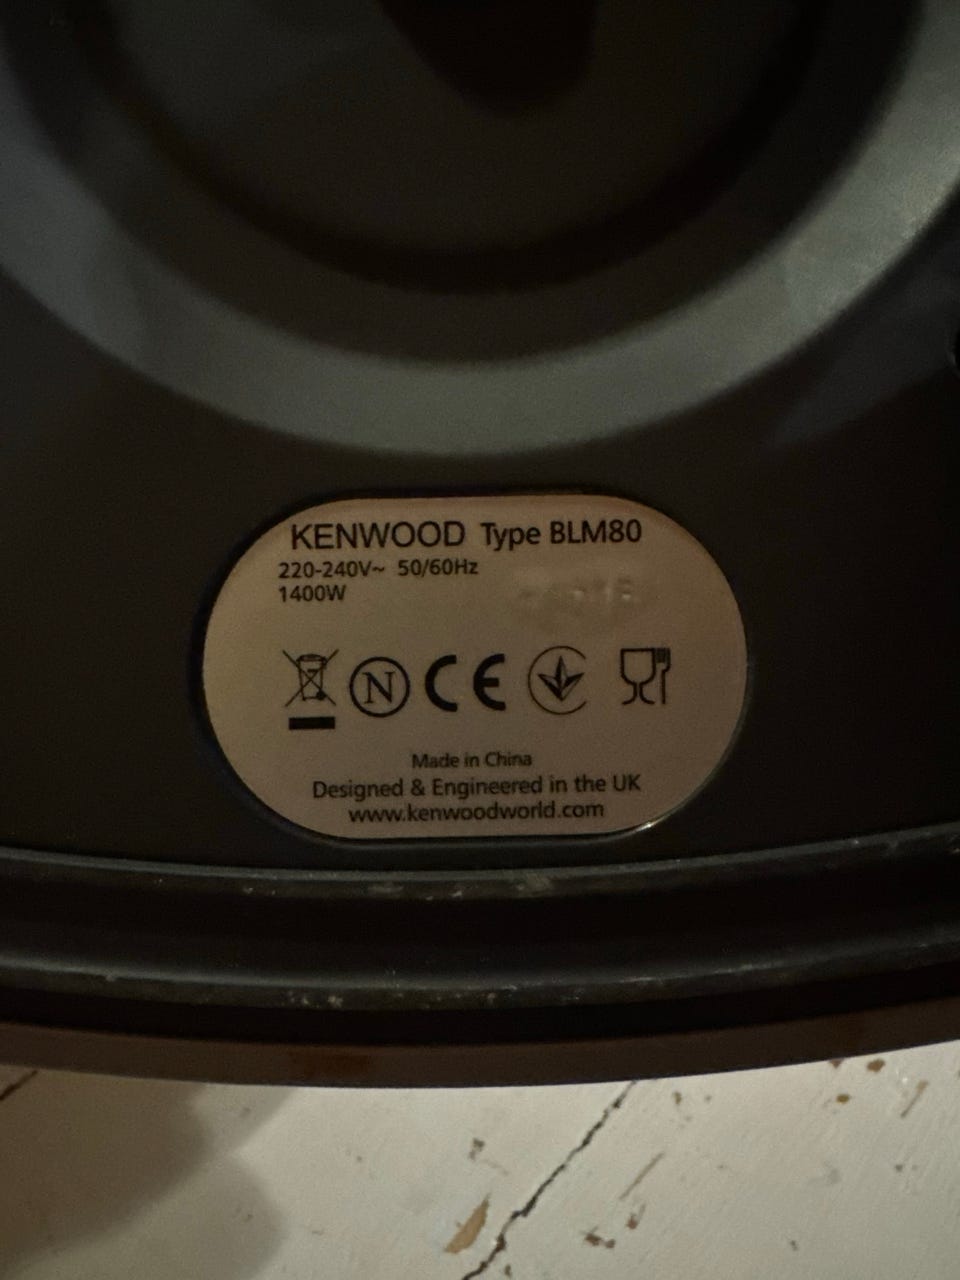 KENWOOD Type BLM80
220-240V~ 50/60Hz
1400W
N
CE
Made in China
Designed & Engineered in the UK
www.kenwoodworld.com